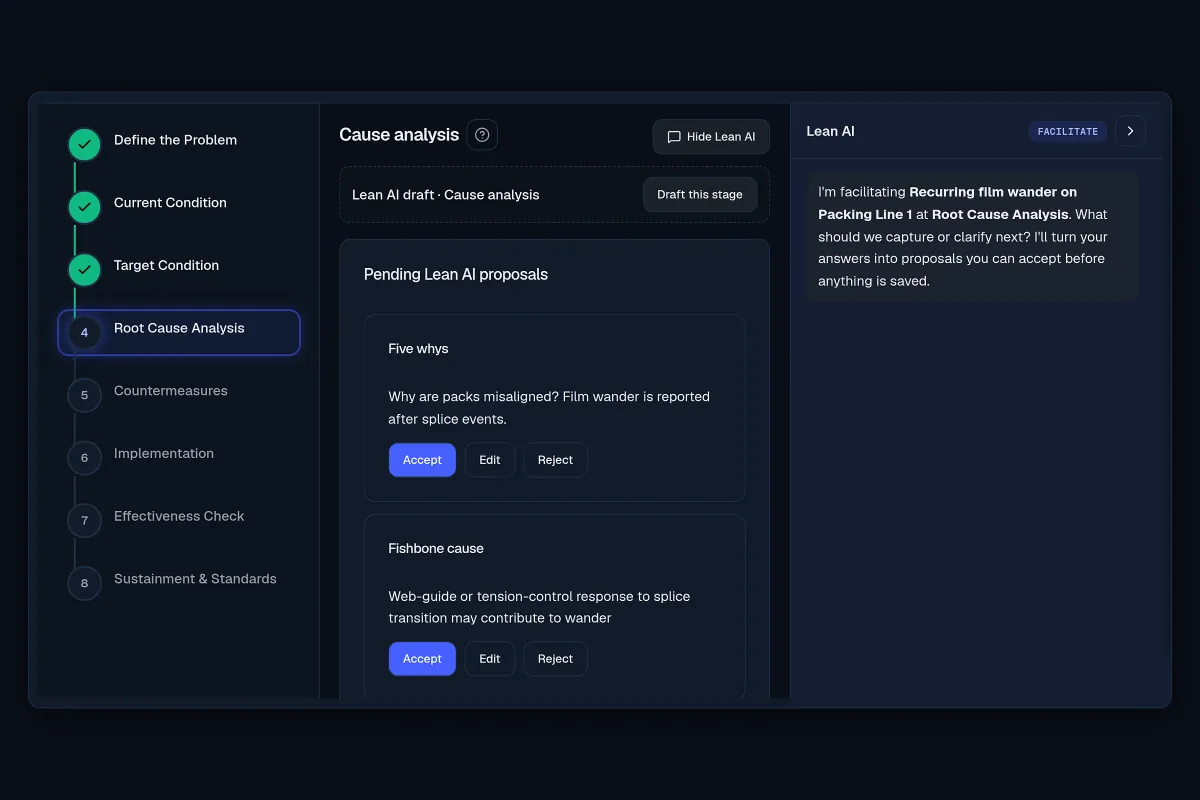 Define the Problem
Current Condition
Target Condition
4
Root Cause Analysis
5
Countermeasures
6
Implementation
7
Effectiveness Check
8
Sustainment & Standards
Cause analysis
?
Hide Lean AI
Lean AI draft · Cause analysis
Draft this stage
Pending Lean AI proposals
Five whys
Why are packs misaligned? Film wander is reported
after splice events.
Accept
Edit
Reject
Fishbone cause
Web-guide or tension-control response to splice
transition may contribute to wander
Accept
Edit
Reject
Lean AI
FACILITATE
I'm facilitating Recurring film wander on
Packing Line 1 at Root Cause Analysis. What
should we capture or clarify next? I'll turn your
answers into proposals you can accept before
anything is saved.